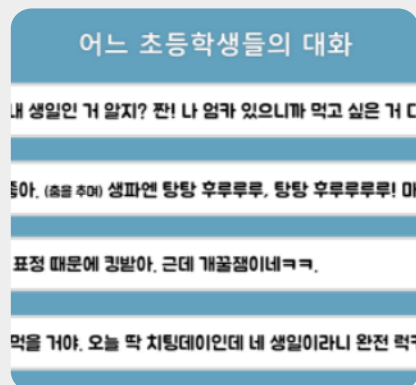 어느 초등학생들의 대화
내 생일인 거 알지? 짠! 나 엄카 있으니까 먹고 싶은 거
좋아. (춤을 추며) 생파엔 탕탕 후루루루, 탕탕 후루루루루!
표정 때문에 킹받아. 근데 개꿀잼이네ㅋㅋ.
먹을 거야. 오늘 딱 치팅데이인데 네 생일이라니 완전